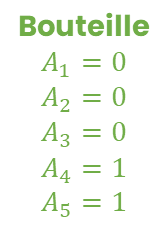 Bouteille
A₁ = 0
A₂ = 0
A₃ = 0
A₄ = 1
A₅ = 1